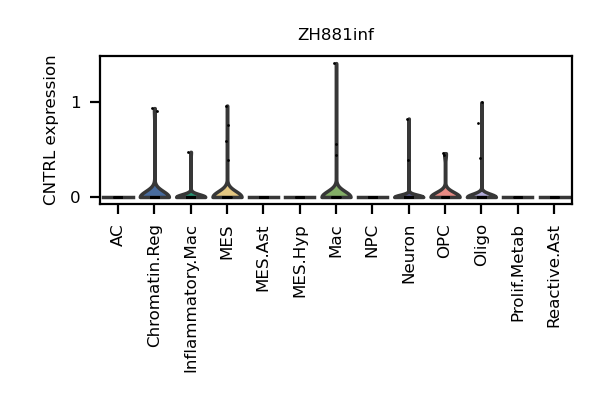 ZH881inf
CNTRL expression
1
0
AC
Chromatin.Reg
Inflammatory.Mac
MES
MES.Ast
MES.Hyp
Mac
NPC
Neuron
OPC
Oligo
Prolif.Metab
Reactive.Ast